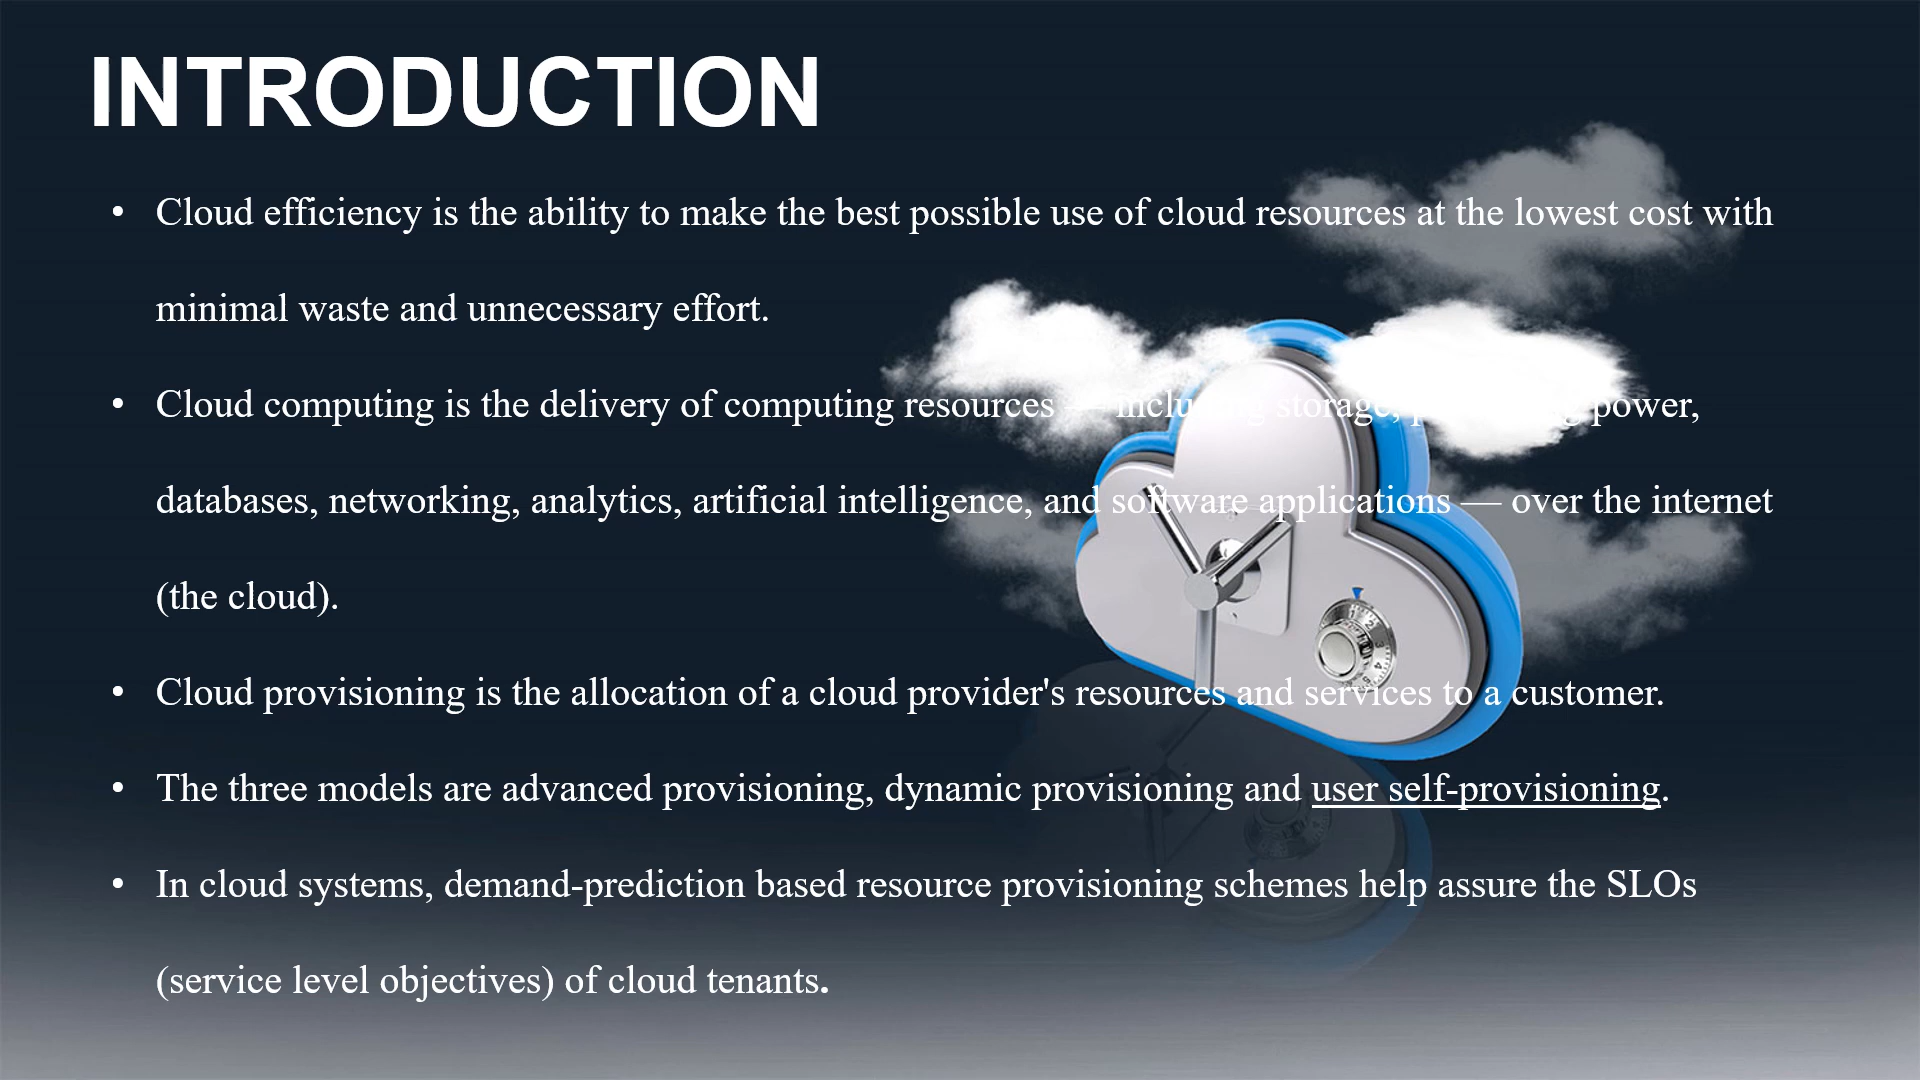 INTRODUCTION
• Cloud efficiency is the ability to make the best possible use of cloud resources at the lowest cost with
minimal waste and unnecessary effort.
• Cloud computing is the delivery of computing resources — including storage, power,
databases, networking, analytics, artificial intelligence, and software applications — over the internet
(the cloud).
• Cloud provisioning is the allocation of a cloud provider's resources and services to a customer.
• The three models are advanced provisioning, dynamic provisioning and user self-provisioning.
• In cloud systems, demand-prediction based resource provisioning schemes help assure the SLOs
(service level objectives) of cloud tenants.